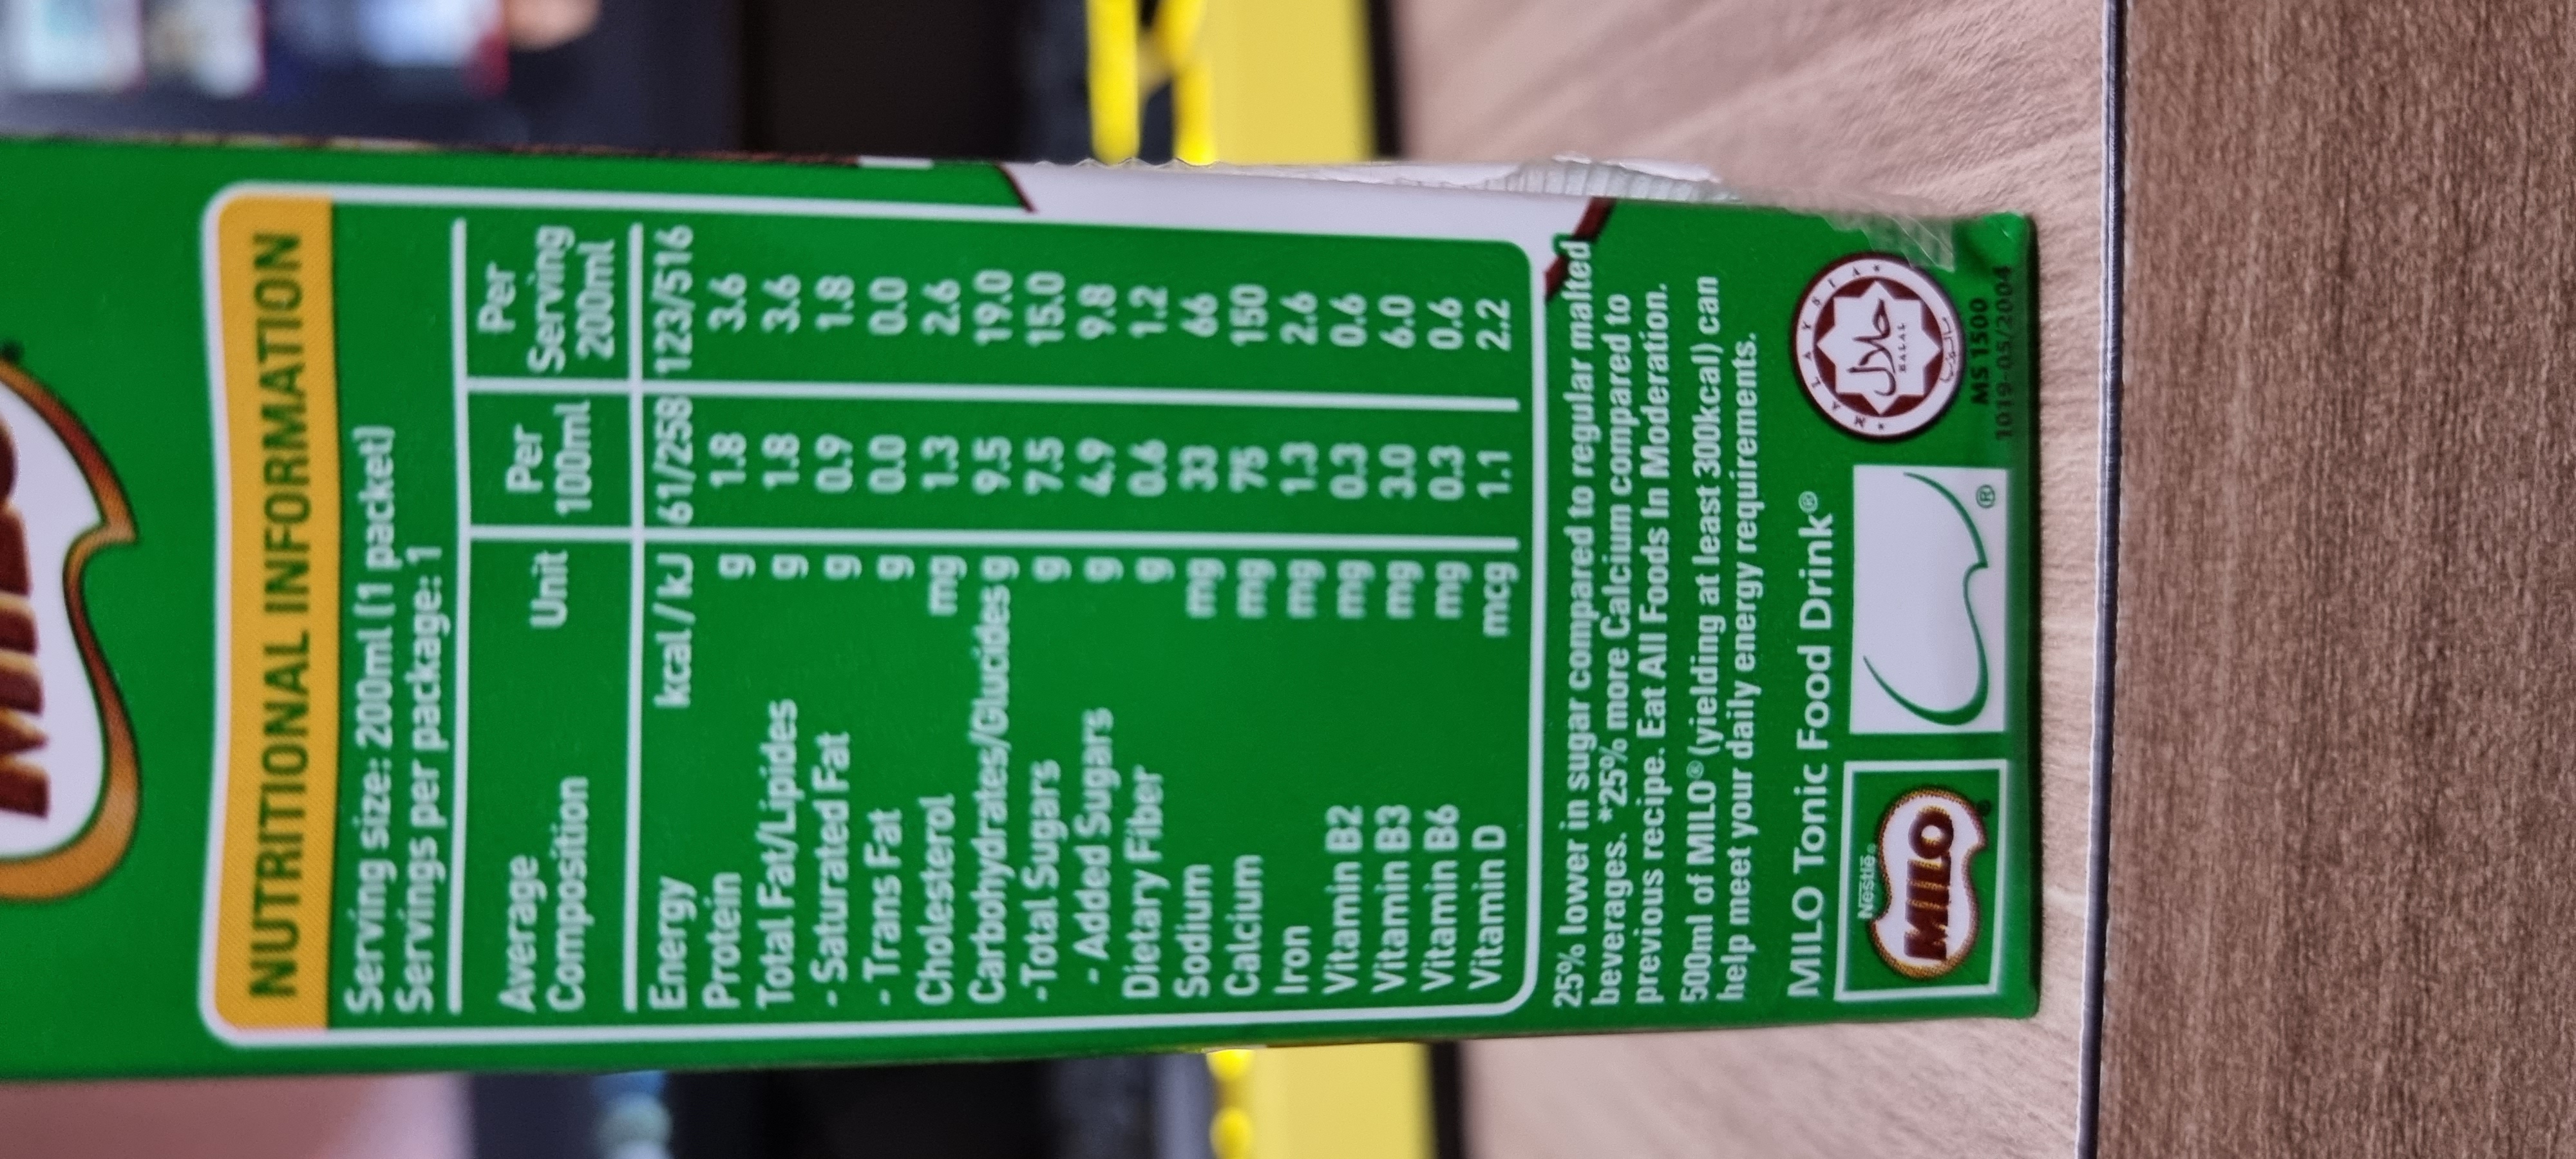 MILO
NUTRITIONAL INFORMATION
Serving size: 200ml (1 packet)
Servings per package: 1
Average Composition Unit Per 100ml Per Serving 200ml
Energy kcal/kJ 61/258 123/516
Protein g 1.8 3.6
Total Fat/Lipides g 1.8 3.6
- Saturated Fat g 0.9 1.8
- Trans Fat g 0.0 0.0
Cholesterol mg 1.3 2.6
Carbohydrates/Glucides g 9.5 19.0
-Total Sugars g 7.5 15.0
- Added Sugars g 4.9 9.8
Dietary Fiber g 0.6 1.2
Sodium mg 33 66
Calcium mg 75 150
Iron mg 1.3 2.6
Vitamin B2 mg 0.3 0.6
Vitamin B3 mg 3.0 6.0
Vitamin B6 mg 0.3 0.6
Vitamin D mcg 1.1 2.2
25% lower in sugar compared to regular malted
beverages. *25% more Calcium compared to
previous recipe. Eat All Foods In Moderation.
500ml of MILO® (yielding at least 300kcal) can
help meet your daily energy requirements.
MILO Tonic Food Drink®
Nestlé®
MILO®
®
MALAYSIA
حلال
HALAL
ماليزيا
MS 1500
1019-05/2004